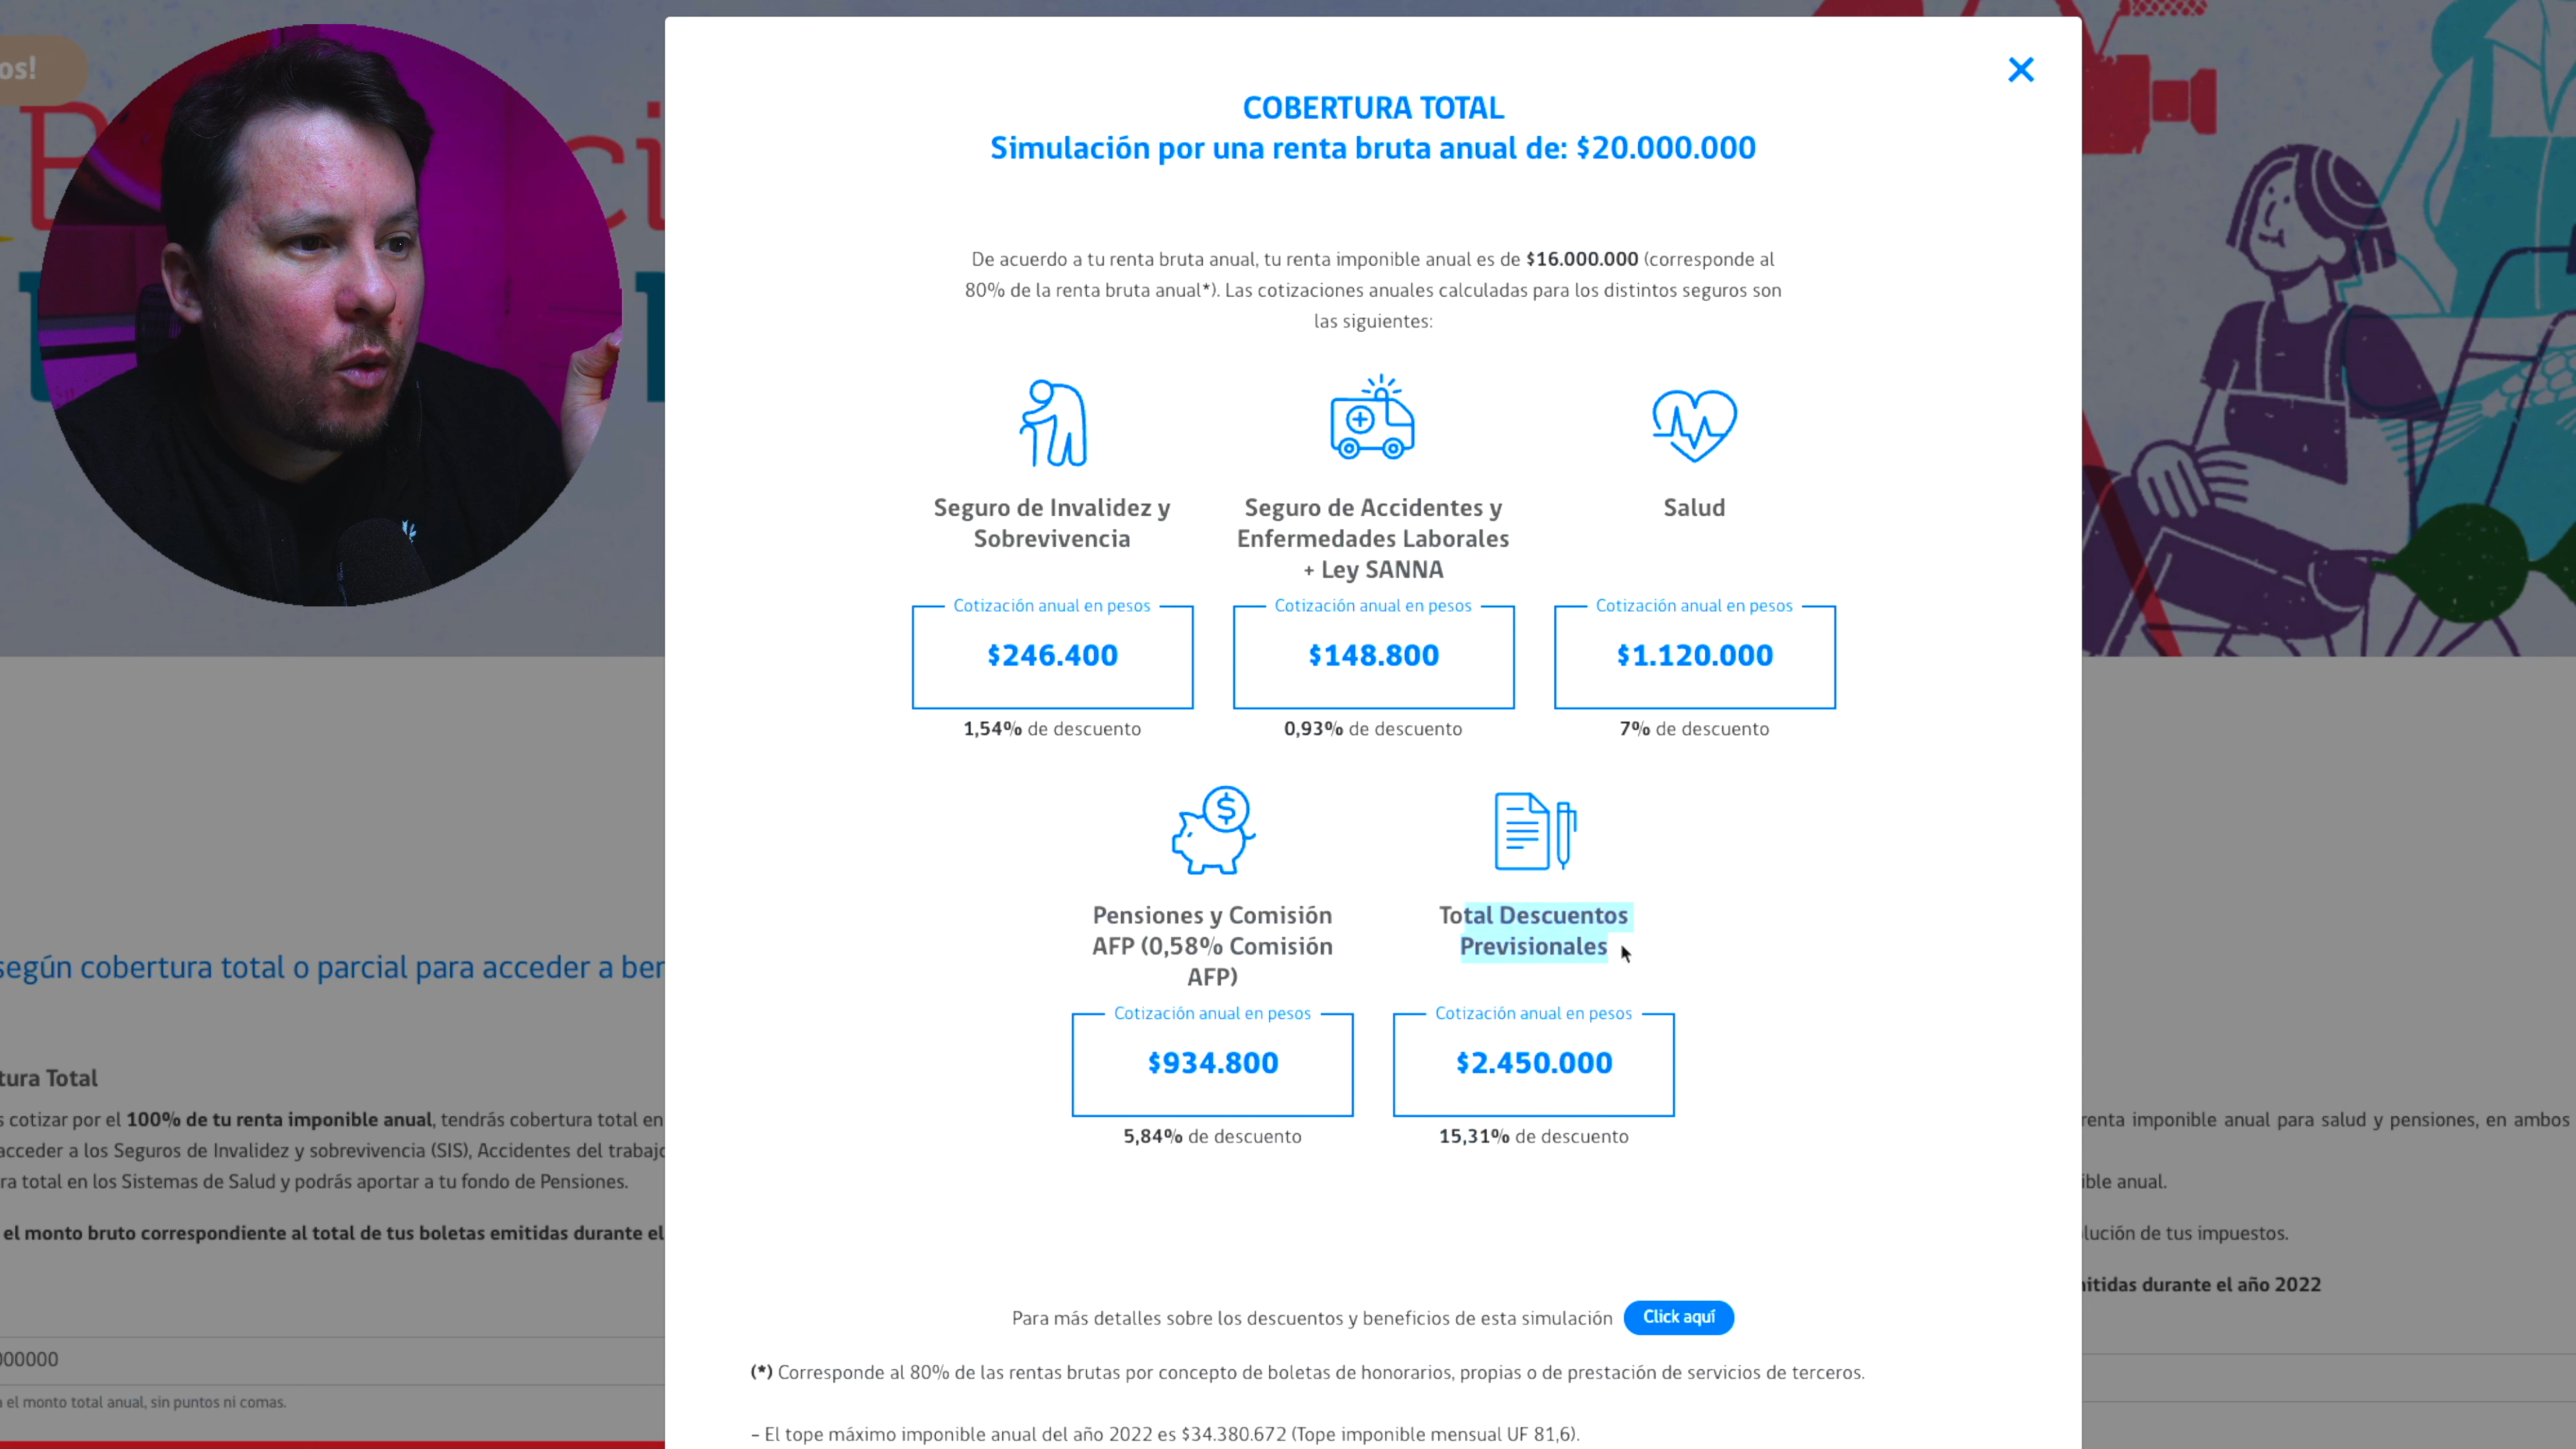 os!
COBERTURA TOTAL
Simulación por una renta bruta anual de: $20.000.000
De acuerdo a tu renta bruta anual, tu renta imponible anual es de $16.000.000 (corresponde al
80% de la renta bruta anual*). Las cotizaciones anuales calculadas para los distintos seguros son
las siguientes:
Seguro de Invalidez y
Sobrevivencia
Cotización anual en pesos
$246.400
1,54% de descuento
Seguro de Accidentes y
Enfermedades Laborales
+ Ley SANNA
Cotización anual en pesos
$148.800
0,93% de descuento
Salud
Cotización anual en pesos
$1.120.000
7% de descuento
Pensiones y Comisión
AFP (0,58% Comisión
AFP)
Cotización anual en pesos
$934.800
5,84% de descuento
Total Descuentos
Previsionales
Cotización anual en pesos
$2.450.000
15,31% de descuento
Para más detalles sobre los descuentos y beneficios de esta simulación Click aquí
(*) Corresponde al 80% de las rentas brutas por concepto de boletas de honorarios, propias o de prestación de servicios de terceros.
– El tope máximo imponible anual del año 2022 es $34.380.672 (Tope imponible mensual UF 81,6).
según cobertura total o parcial para acceder a ben
tura Total
s cotizar por el 100% de tu renta imponible anual, tendrás cobertura total en
acceder a los Seguros de Invalidez y sobrevivencia (SIS), Accidentes del trabajo
ra total en los Sistemas de Salud y podrás aportar a tu fondo de Pensiones.
el monto bruto correspondiente al total de tus boletas emitidas durante el
000000
el monto total anual, sin puntos ni comas.
renta imponible anual para salud y pensiones, en ambos
ible anual.
lución de tus impuestos.
itidas durante el año 2022